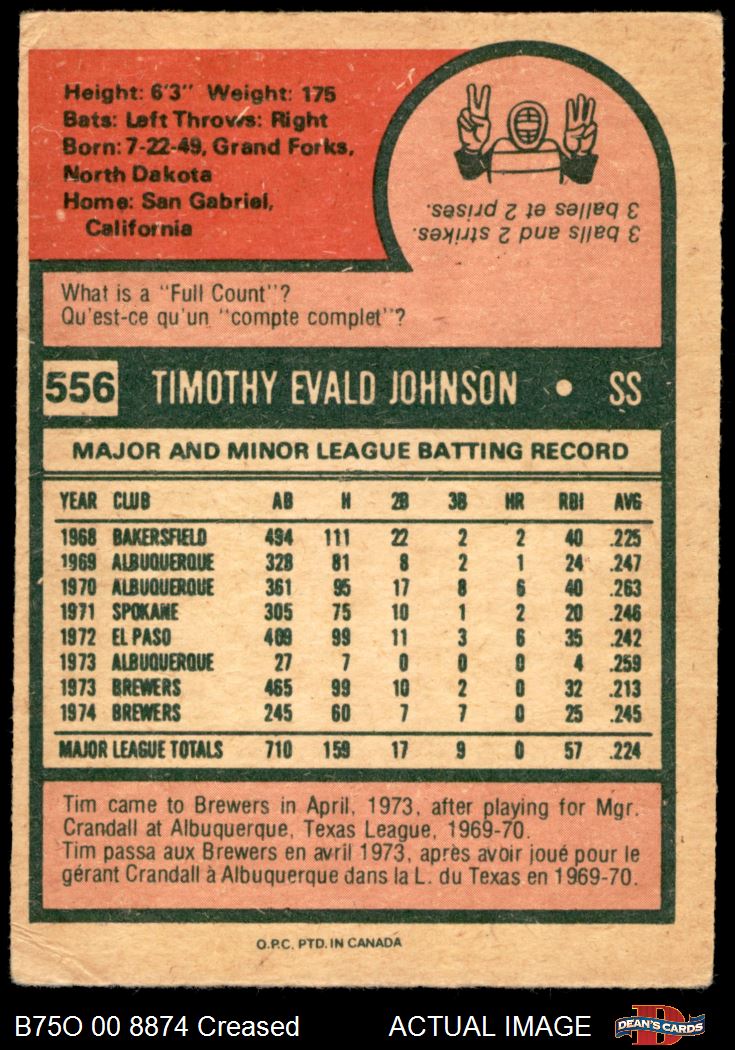 Height: 6'3" Weight: 175
Bats: Left Throws: Right
Born: 7-22-49, Grand Forks,
North Dakota
Home: San Gabriel,
California
3 balls and 2 strikes.
3 balles et 2 prises.
What is a "Full Count"?
Qu'est-ce qu'un "compte complet"?
556 TIMOTHY EVALD JOHNSON • SS
MAJOR AND MINOR LEAGUE BATTING RECORD
YEAR CLUB AB H 2B 3B HR RBI AVG
1968 BAKERSFIELD 494 111 22 2 2 40 .225
1969 ALBUQUERQUE 328 81 8 2 1 24 .247
1970 ALBUQUERQUE 361 95 17 8 6 40 .263
1971 SPOKANE 305 75 10 1 2 20 .246
1972 EL PASO 409 99 11 3 6 35 .242
1973 ALBUQUERQUE 27 7 0 0 0 4 .259
1973 BREWERS 465 99 10 2 0 32 .213
1974 BREWERS 245 60 7 7 0 25 .245
MAJOR LEAGUE TOTALS 710 159 17 9 0 57 .224
Tim came to Brewers in April, 1973, after playing for Mgr.
Crandall at Albuquerque, Texas League, 1969-70.
Tim passa aux Brewers en avril 1973, après avoir joué pour le
gérant Crandall à Albuquerque dans la L. du Texas en 1969-70.
O.P.C. PTD. IN CANADA
B75O 00 8874 Creased ACTUAL IMAGE DEAN'S CARDS